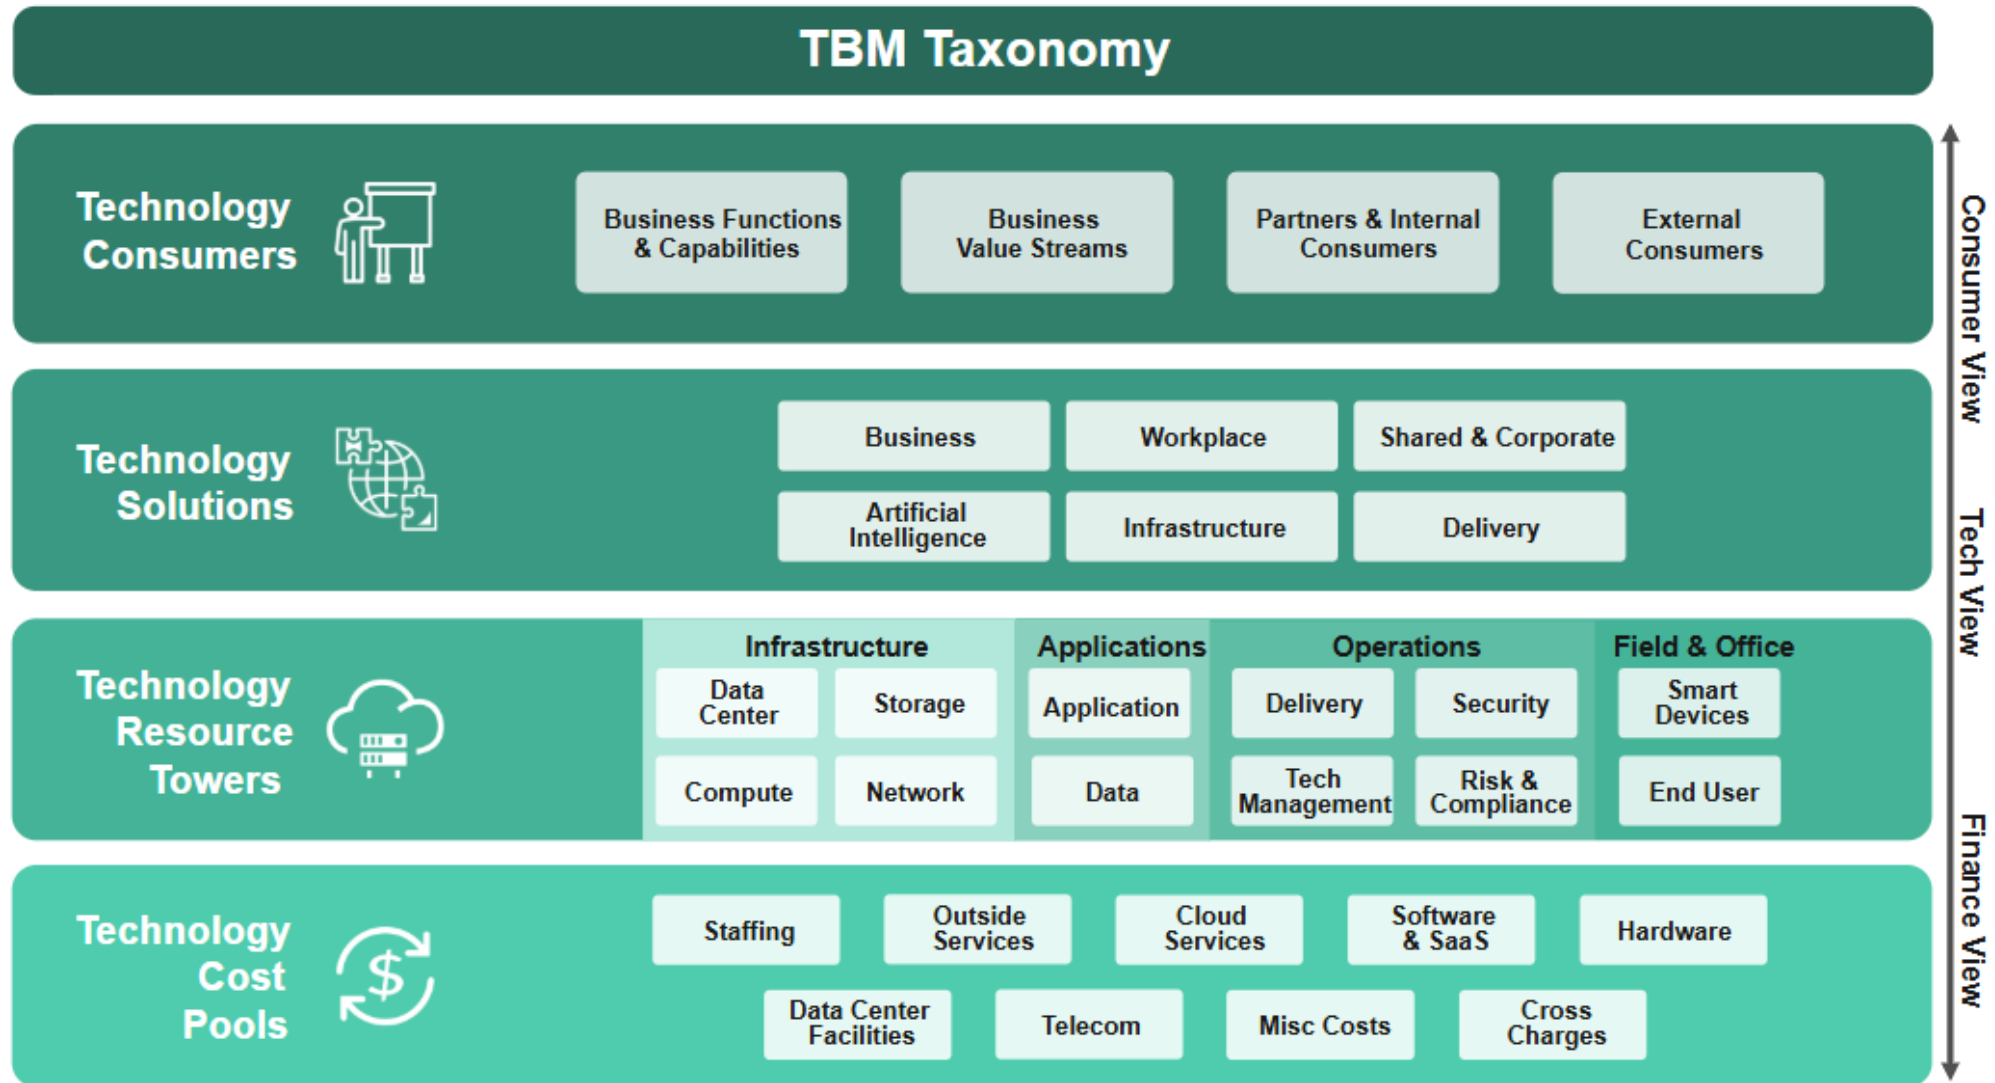 TBM Taxonomy
Technology
Consumers
Business Functions
& Capabilities
Business
Value Streams
Partners & Internal
Consumers
External
Consumers
Technology
Solutions
Business
Workplace
Shared & Corporate
Artificial
Intelligence
Infrastructure
Delivery
Technology
Resource
Towers
Infrastructure
Data
Center
Storage
Compute
Network
Applications
Application
Data
Operations
Delivery
Security
Tech
Management
Risk &
Compliance
Field & Office
Smart
Devices
End User
Technology
Cost
Pools
Staffing
Outside
Services
Cloud
Services
Software
& SaaS
Hardware
Data Center
Facilities
Telecom
Misc Costs
Cross
Charges
Consumer View
Tech View
Finance View